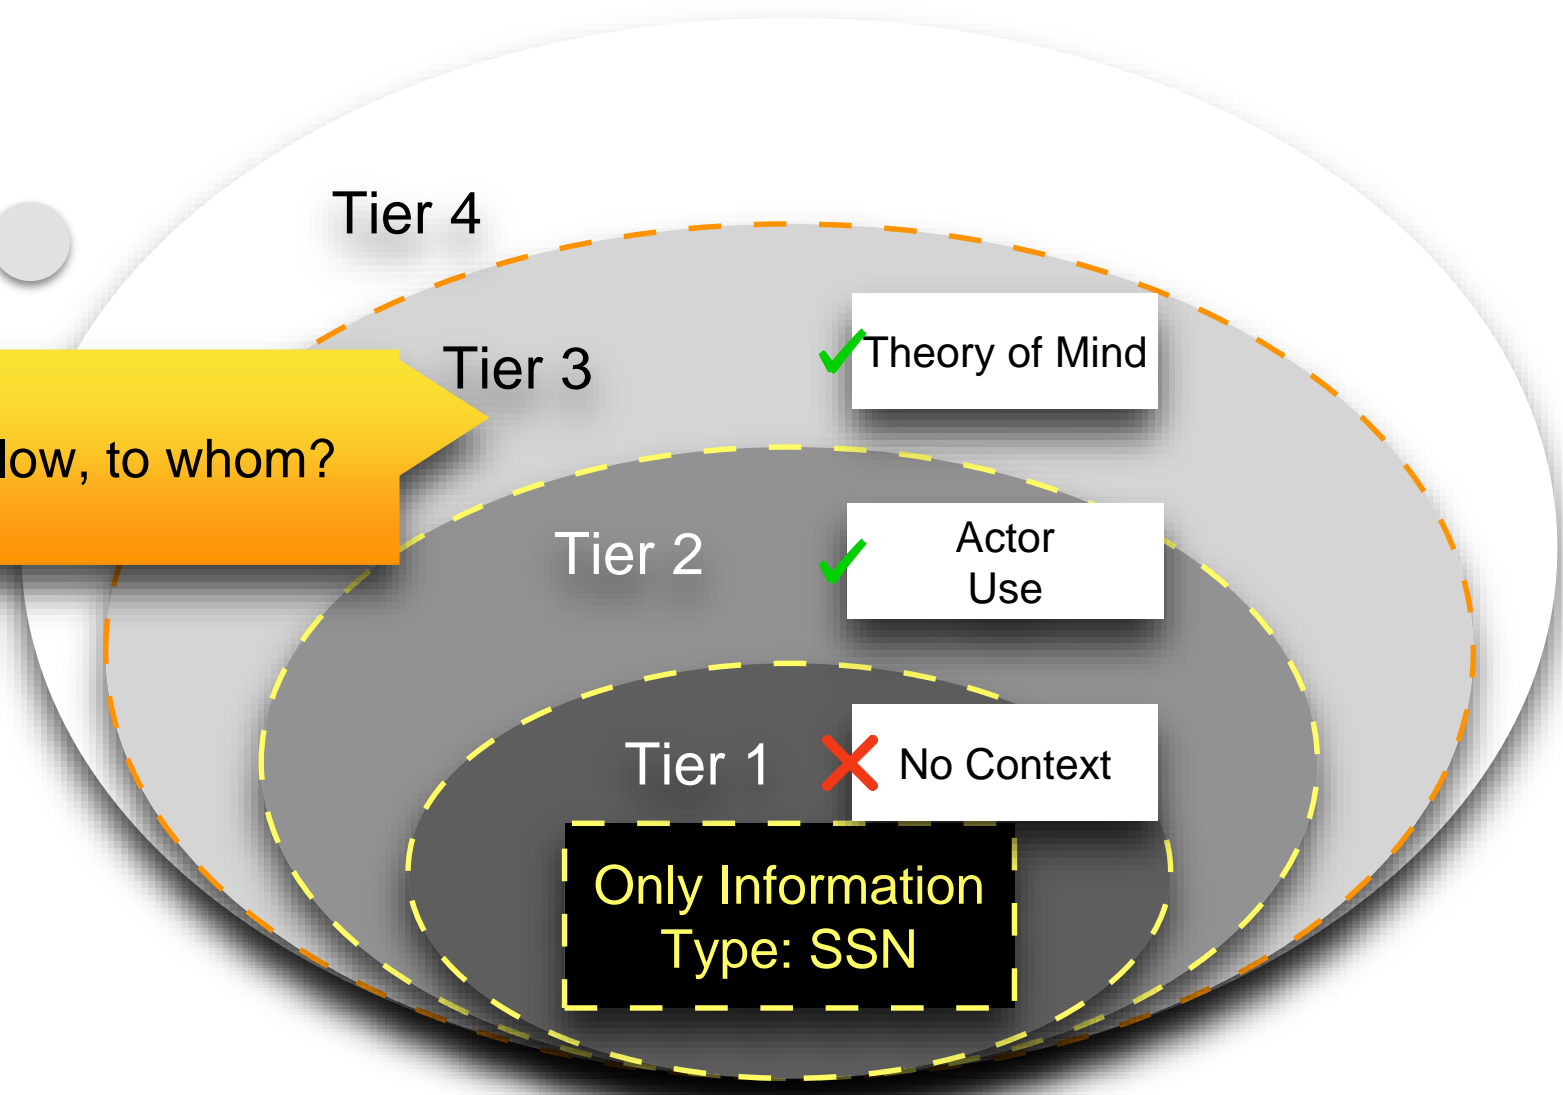 Tier 4
Theory of Mind
Tier 3
to whom?
Actor
Use
Tier 2
Tier 1
No Context
Only Information
Type: SSN